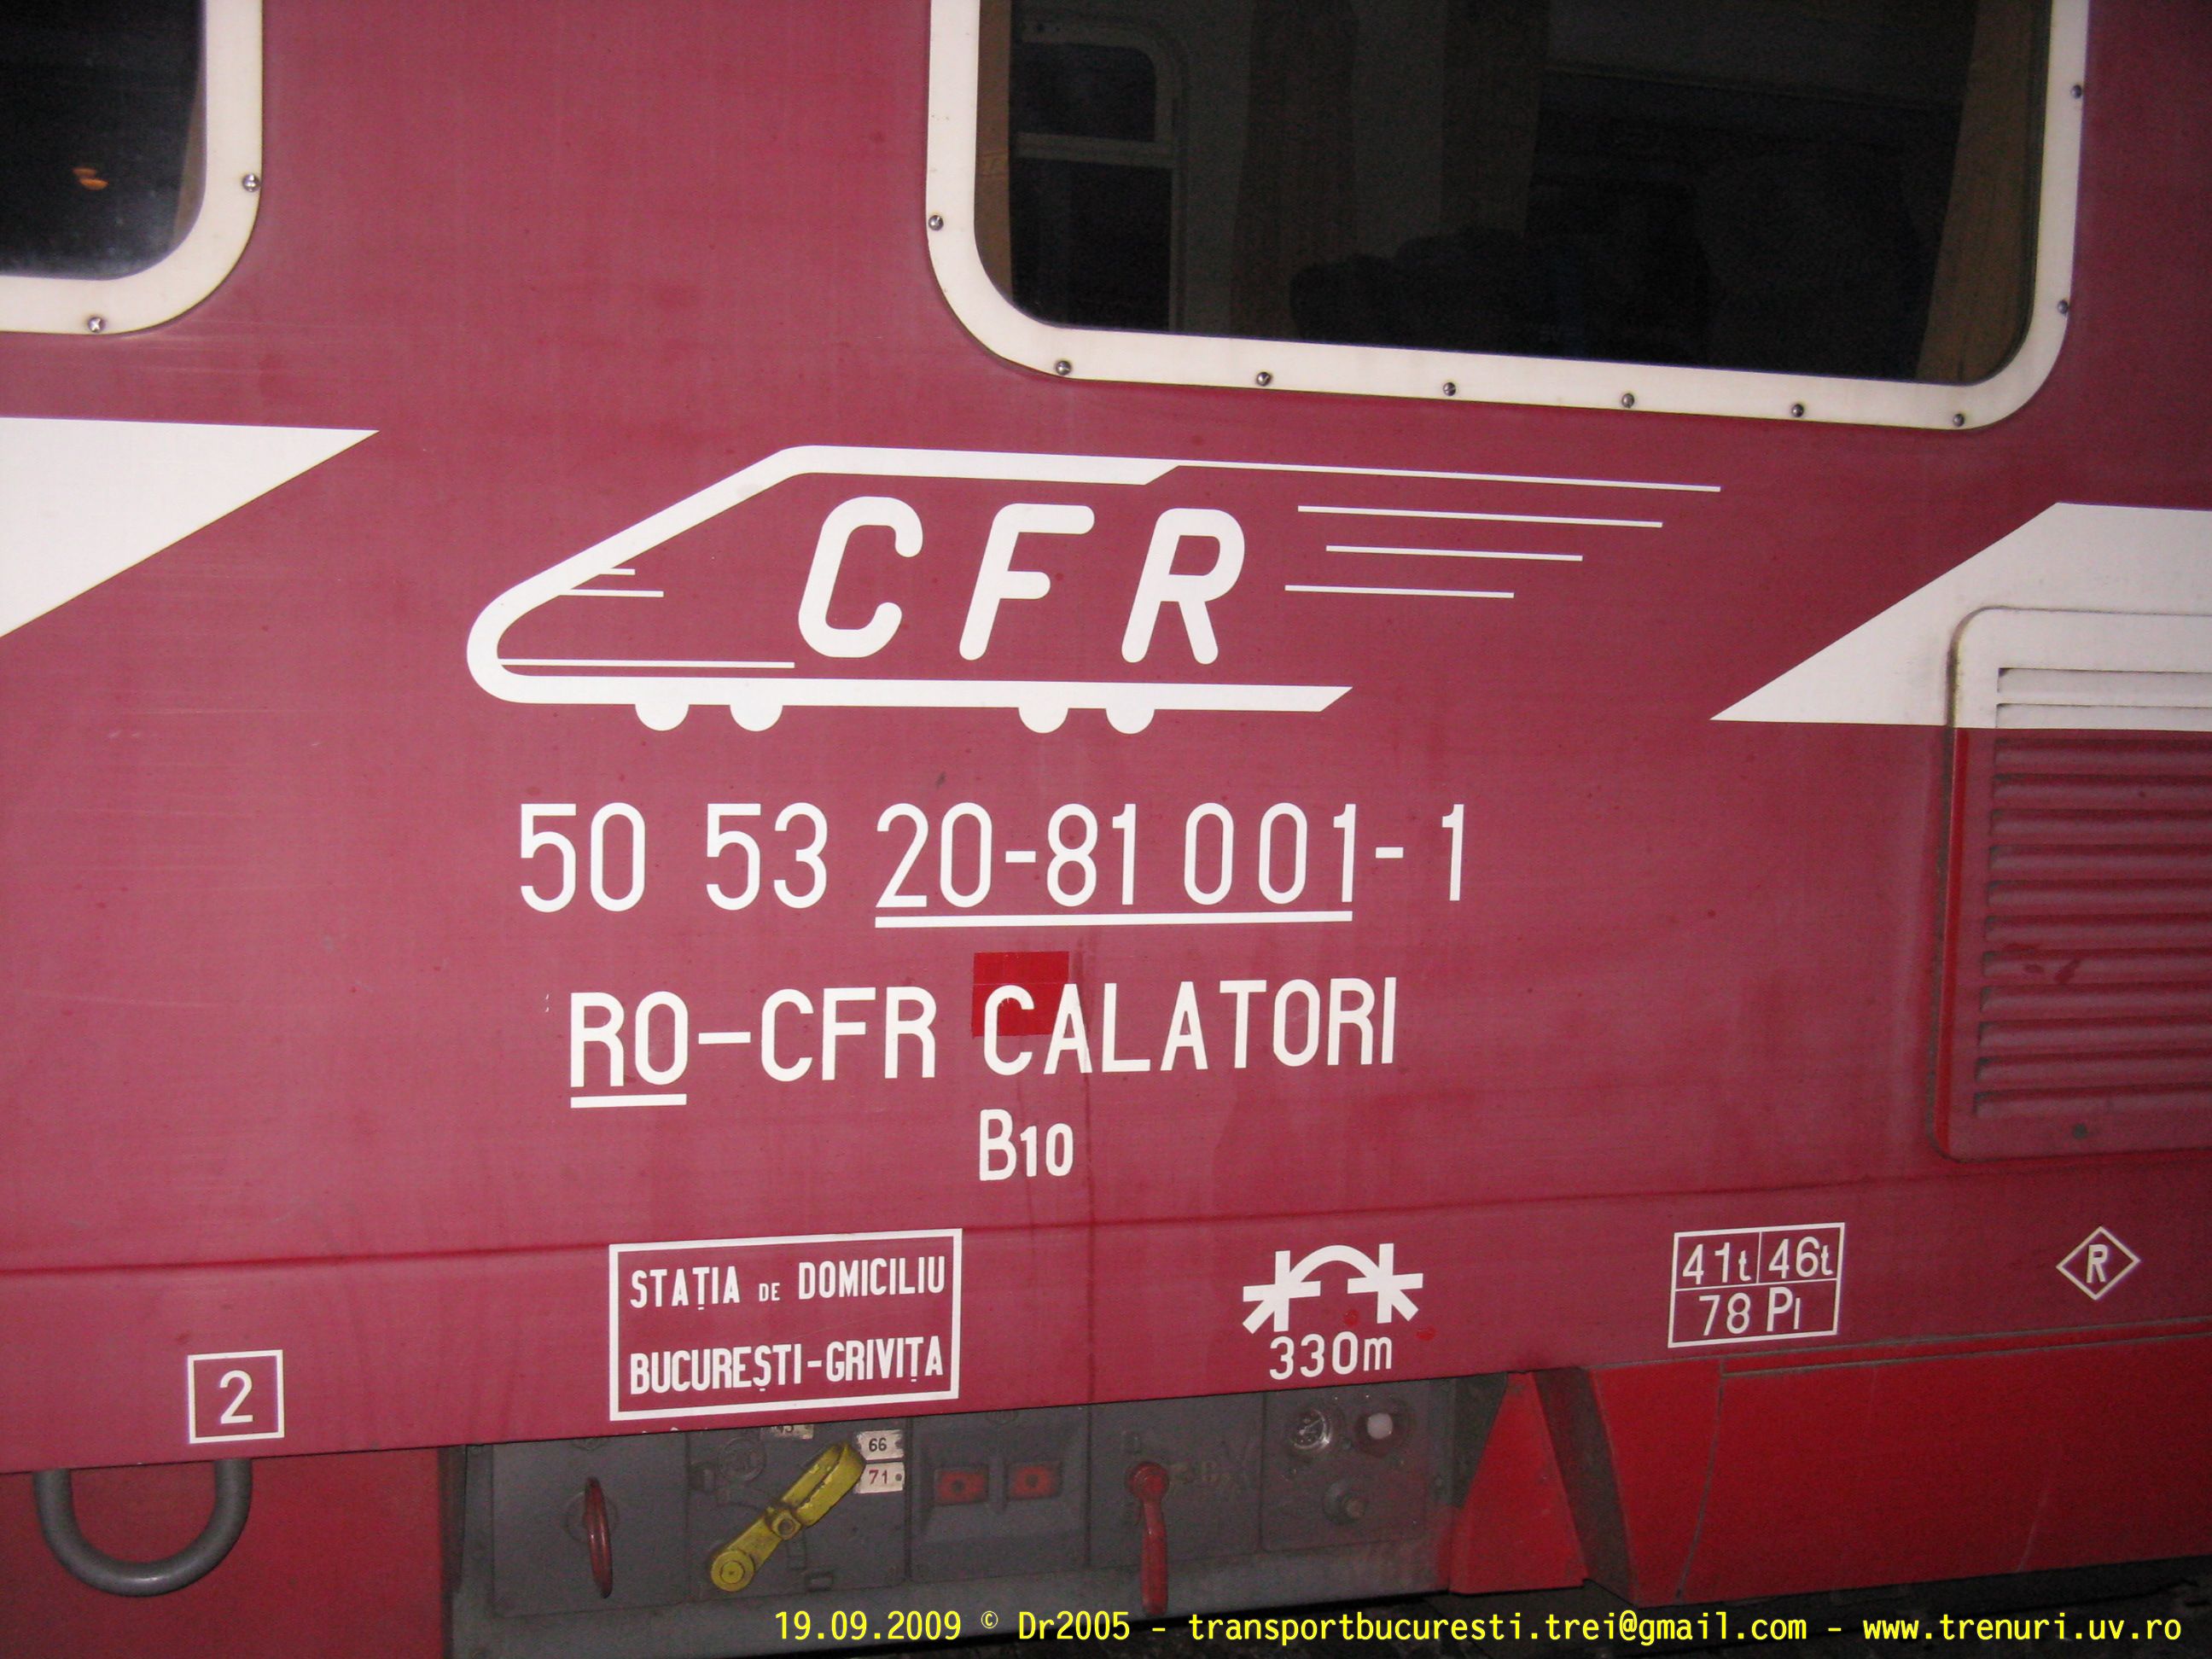 CFR
50 53 20-81 001-1
RO-CFR CALATORI
B10
STAȚIA DE DOMICILIU
BUCUREȘTI-GRIVIȚA
2
330m
41t 46t
78 Pl
R
66
71
19.09.2009 © Dr2005 - transportbucuresti.trei@gmail.com - www.trenuri.uv.ro